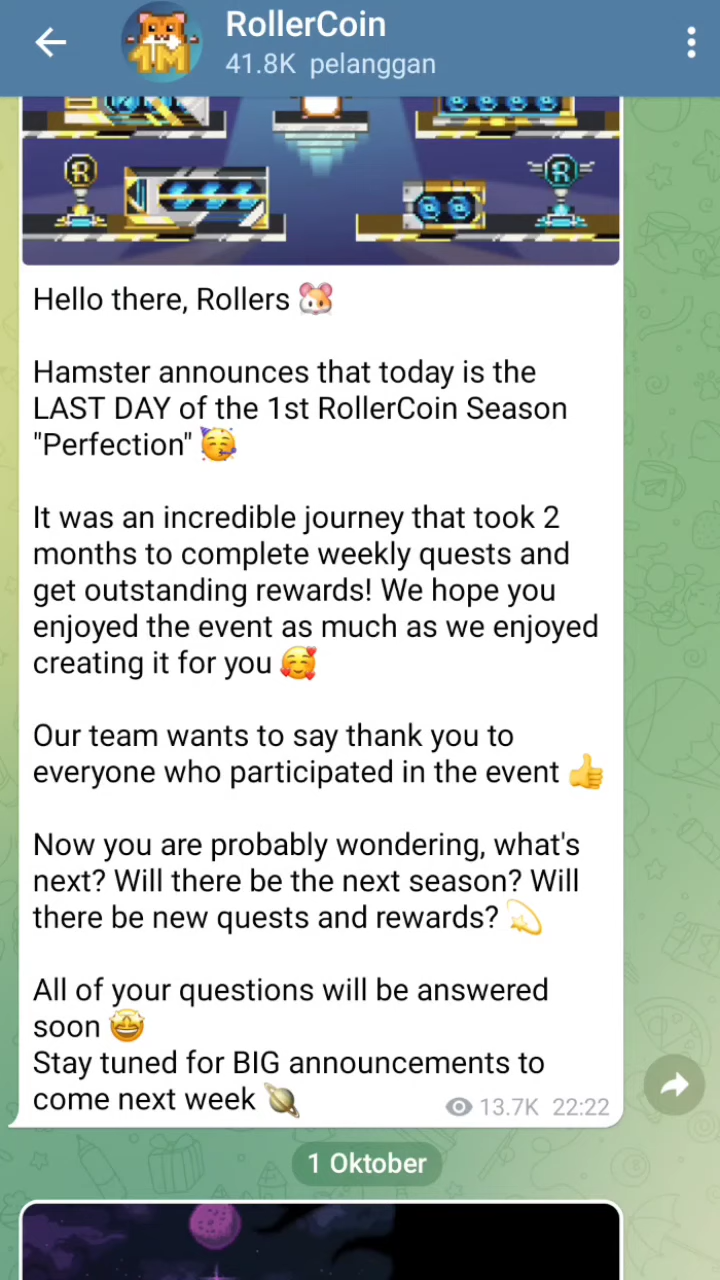 RollerCoin
41.8K pelanggan
1M
R
R
Hello there, Rollers 🐹
Hamster announces that today is the
LAST DAY of the 1st RollerCoin Season
"Perfection" 🥳
It was an incredible journey that took 2
months to complete weekly quests and
get outstanding rewards! We hope you
enjoyed the event as much as we enjoyed
creating it for you 🥰
Our team wants to say thank you to
everyone who participated in the event 👍
Now you are probably wondering, what's
next? Will there be the next season? Will
there be new quests and rewards? 💫
All of your questions will be answered
soon 🤩
Stay tuned for BIG announcements to
come next week 🪐
13.7K 22:22
1 Oktober